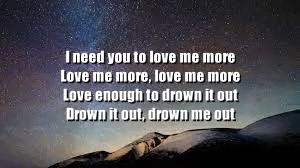 I need you to love me more
Love me more, love me more
Love enough to drown it out
Drown it out, drown me out